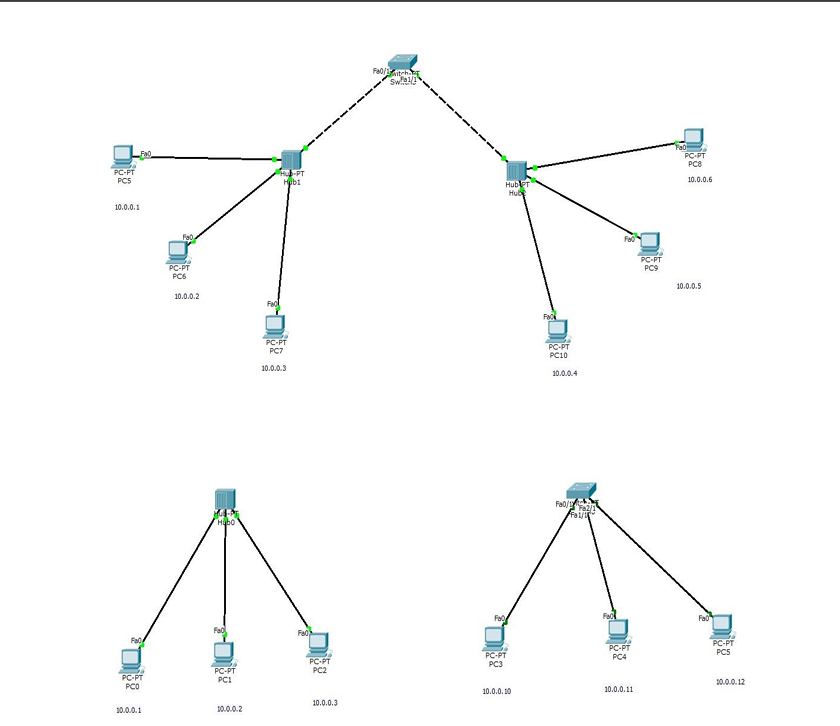 Fa0/1
Fa1/1
Fa0
PC-PT
PC5
10.0.0.1
Hub-PT
Hub1
Fa0
PC-PT
PC6
10.0.0.2
Fa0
PC-PT
PC7
10.0.0.3
Hub-PT
Fa0
PC-PT
PC8
10.0.0.6
Fa0
PC-PT
PC9
10.0.0.5
Fa0
PC-PT
PC10
10.0.0.4
Hub-PT
Hub0
Fa0
PC-PT
PC0
10.0.0.1
Fa0
PC-PT
PC1
10.0.0.2
Fa0
PC-PT
PC2
10.0.0.3
Fa0/1
Fa2/1
Fa1/1
Fa0
PC-PT
PC3
10.0.0.10
Fa0
PC-PT
PC4
10.0.0.11
Fa0
PC-PT
PC5
10.0.0.12